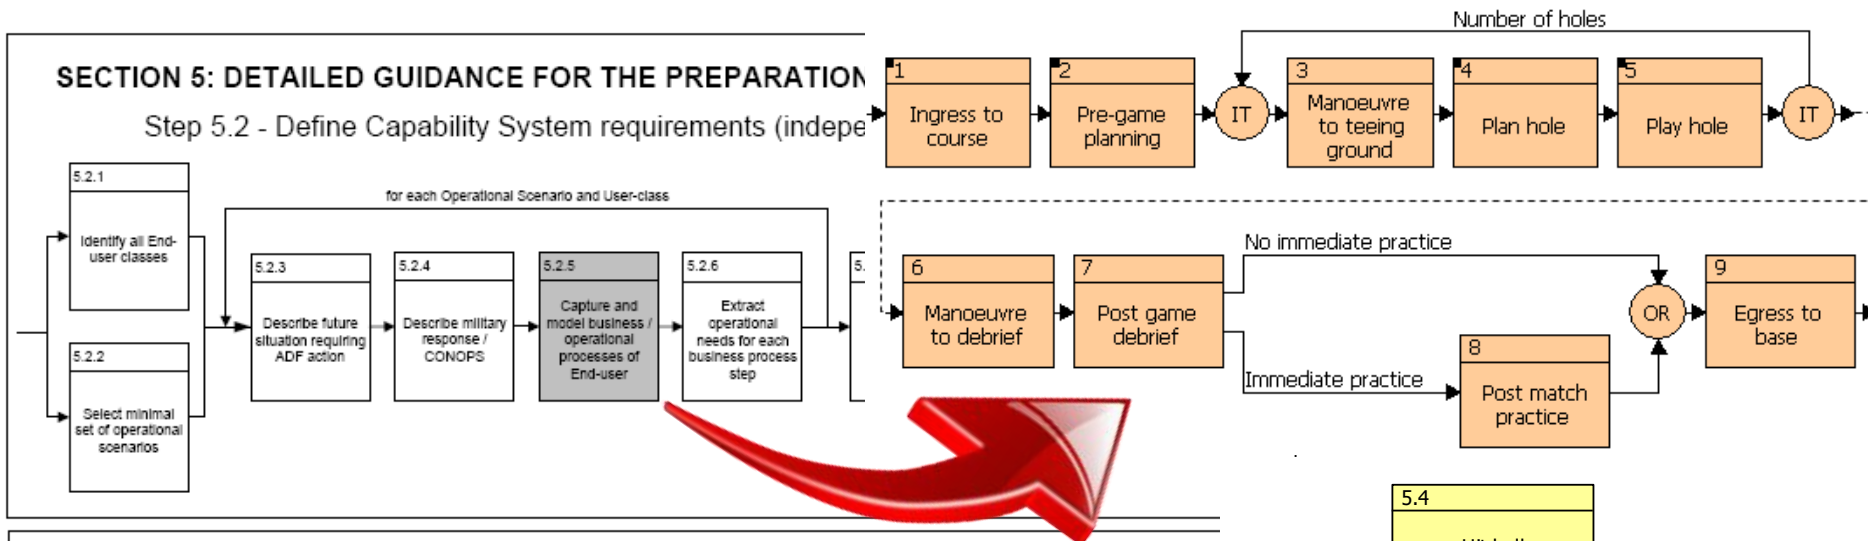 SECTION 5: DETAILED GUIDANCE FOR THE PREPARATION
Step 5.2 - Define Capability System requirements (indepe
5.2.1
Identify all End-
user classes
5.2.2
Select minimal
set of operational
scenarios
for each Operational Scenario and User-class
5.2.3
Describe future
situation requiring
ADF action
5.2.4
Describe military
response /
CONOPS
5.2.5
Capture and
model business /
operational
processes of
End-user
5.2.6
Extract
operational
needs for each
business process
step
5.
Number of holes
1
Ingress to
course
2
Pre-game
planning
IT
3
Manoeuvre
to teeing
ground
4
Plan hole
5
Play hole
IT
6
Manoeuvre
to debrief
7
Post game
debrief
No immediate practice
Immediate practice
8
Post match
practice
OR
9
Egress to
base
5.4